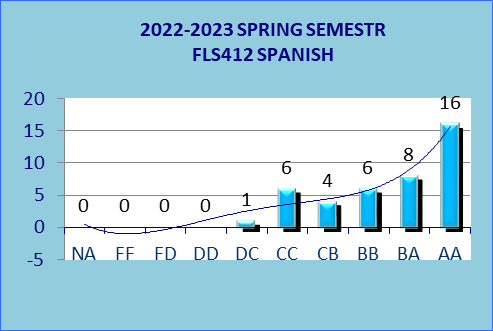 2022-2023 SPRING SEMESTR
FLS412 SPANISH
20
15
10
5
0
-5
0 0 0 0 1 6 4 6 8 16
NA FF FD DD DC CC CB BB BA AA